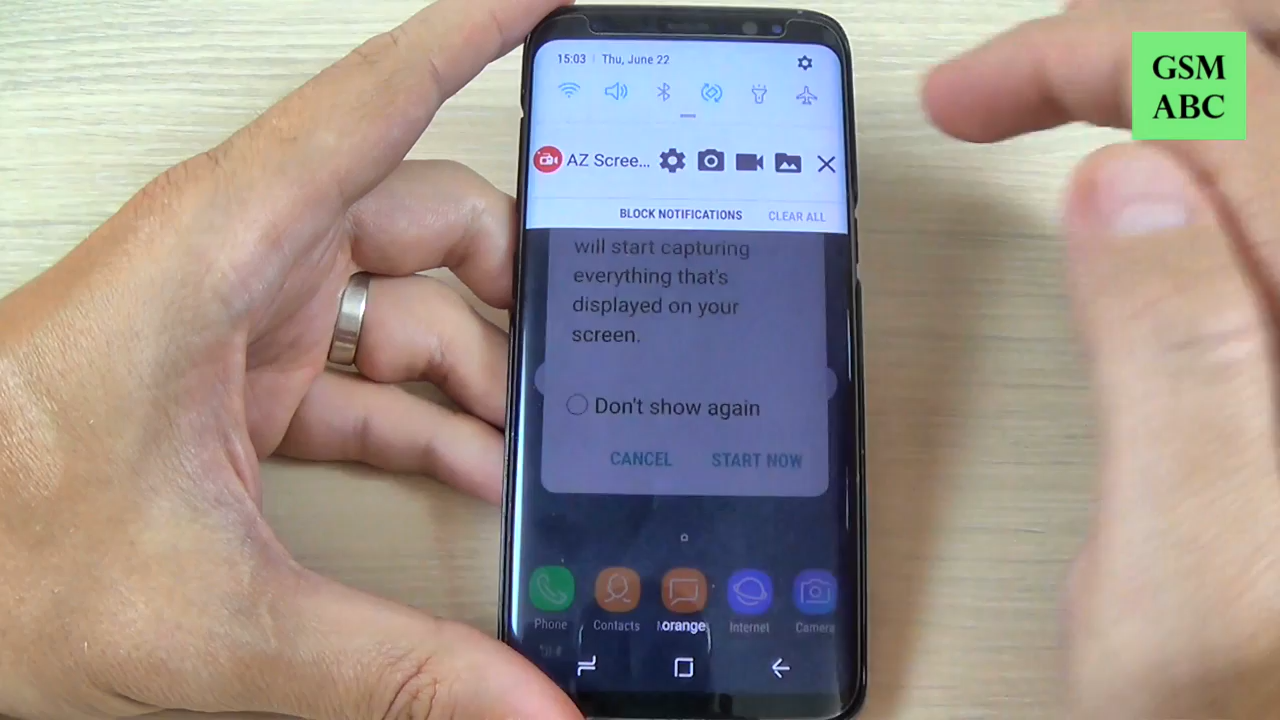 GSM
ABC
15:03 | Thu, June 22
AZ Scree...
BLOCK NOTIFICATIONS
CLEAR ALL
will start capturing
everything that's
displayed on your
screen.
Don't show again
CANCEL
START NOW
Phone
Contacts
orange
Internet
Camera